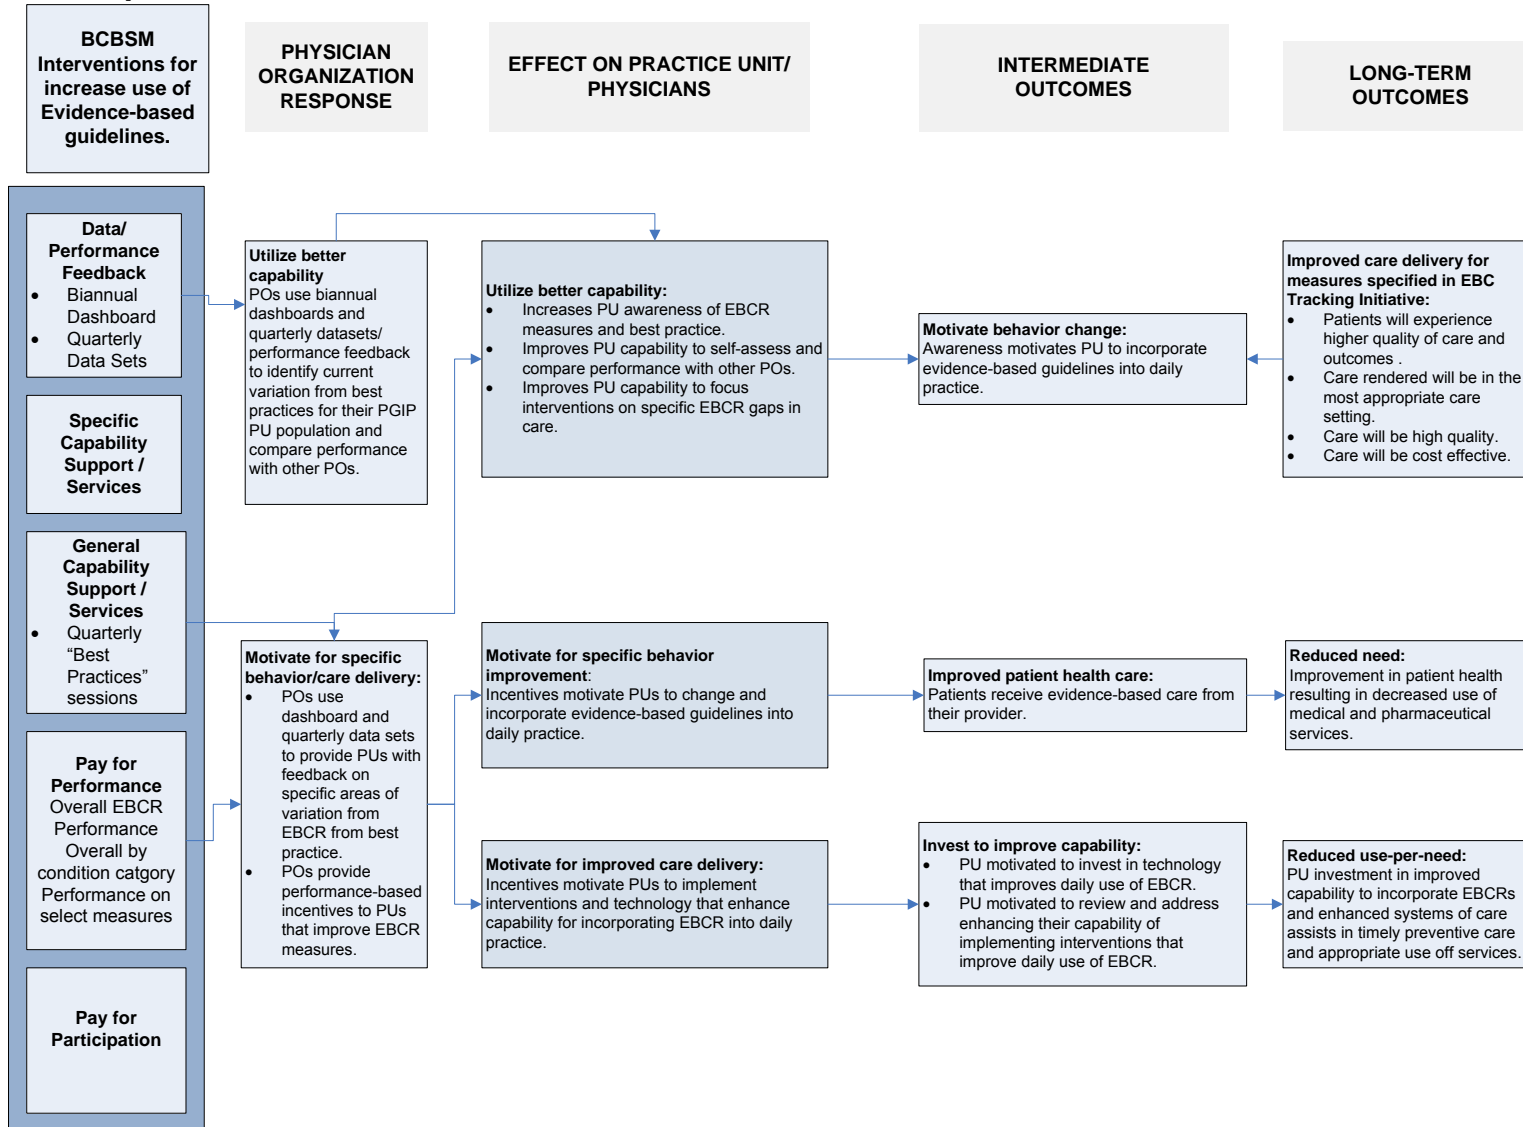 BCBSM
Interventions for
increase use of
Evidence-based
guidelines.
PHYSICIAN
ORGANIZATION
RESPONSE
EFFECT ON PRACTICE UNIT/
PHYSICIANS
INTERMEDIATE
OUTCOMES
LONG-TERM
OUTCOMES
Data/
Performance
Feedback
• Biannual
Dashboard
• Quarterly
Data Sets
Specific
Capability
Support /
Services
General
Capability
Support /
Services
• Quarterly
“Best
Practices”
sessions
Pay for
Performance
Overall EBCR
Performance
Overall by
condition catgory
Performance on
select measures
Pay for
Participation
Utilize better
capability
POs use biannual
dashboards and
quarterly datasets/
performance feedback
to identify current
variation from best
practices for their PGIP
PU population and
compare performance
with other POs.
Motivate for specific
behavior/care delivery:
• POs use
dashboard and
quarterly data sets
to provide PUs with
feedback on
specific areas of
variation from
EBCR from best
practice.
• POs provide
performance-based
incentives to PUs
that improve EBCR
measures.
Utilize better capability:
• Increases PU awareness of EBCR
measures and best practice.
• Improves PU capability to self-assess and
compare performance with other POs.
• Improves PU capability to focus
interventions on specific EBCR gaps in
care.
Motivate for specific behavior
improvement:
Incentives motivate PUs to change and
incorporate evidence-based guidelines into
daily practice.
Motivate for improved care delivery:
Incentives motivate PUs to implement
interventions and technology that enhance
capability for incorporating EBCR into daily
practice.
Motivate behavior change:
Awareness motivates PU to incorporate
evidence-based guidelines into daily
practice.
Improved patient health care:
Patients receive evidence-based care from
their provider.
Invest to improve capability:
• PU motivated to invest in technology
that improves daily use of EBCR.
• PU motivated to review and address
enhancing their capability of
implementing interventions that
improve daily use of EBCR.
Improved care delivery for
measures specified in EBC
Tracking Initiative:
• Patients will experience
higher quality of care and
outcomes .
• Care rendered will be in the
most appropriate care
setting.
• Care will be high quality.
• Care will be cost effective.
Reduced need:
Improvement in patient health
resulting in decreased use of
medical and pharmaceutical
services.
Reduced use-per-need:
PU investment in improved
capability to incorporate EBCRs
and enhanced systems of care
assists in timely preventive care
and appropriate use off services.